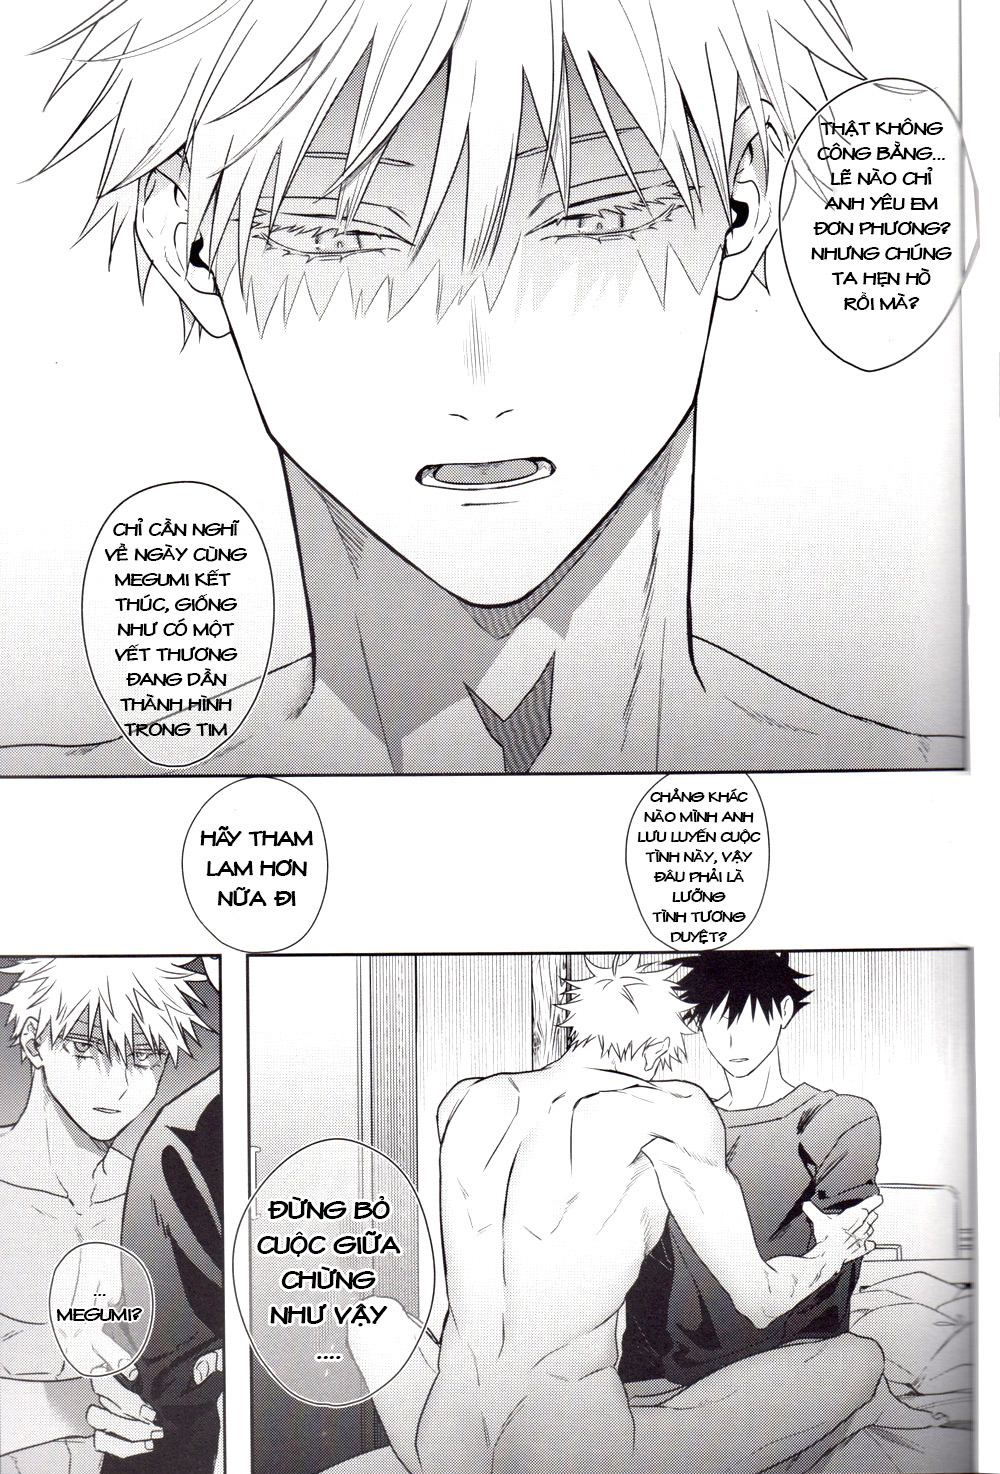 THẬT KHÔNG
CÔNG BẰNG...
LẼ NÀO CHỈ
ANH YÊU EM
ĐƠN PHƯƠNG?
NHƯNG CHÚNG
TA HẸN HÒ
RỒI MÀ?
CHỈ CẦN NGHĨ
VỀ NGÀY CÙNG
MEGUMI KẾT
THÚC, GIỐNG
NHƯ CÓ MỘT
VẾT THƯƠNG
ĐANG DẦN
THÀNH HÌNH
TRONG TIM
CHẲNG KHÁC
NÀO MÌNH ANH
LƯU LUYẾN CUỘC
TÌNH NÀY, VẬY
ĐÂU PHẢI LÀ
LƯỠNG
TÌNH TƯƠNG
DUYỆT?
HÃY THAM
LAM HƠN
NỮA ĐI
ĐỪNG BỎ
CUỘC GIỮA
CHỪNG
NHƯ VẬY
....
...
MEGUMI?